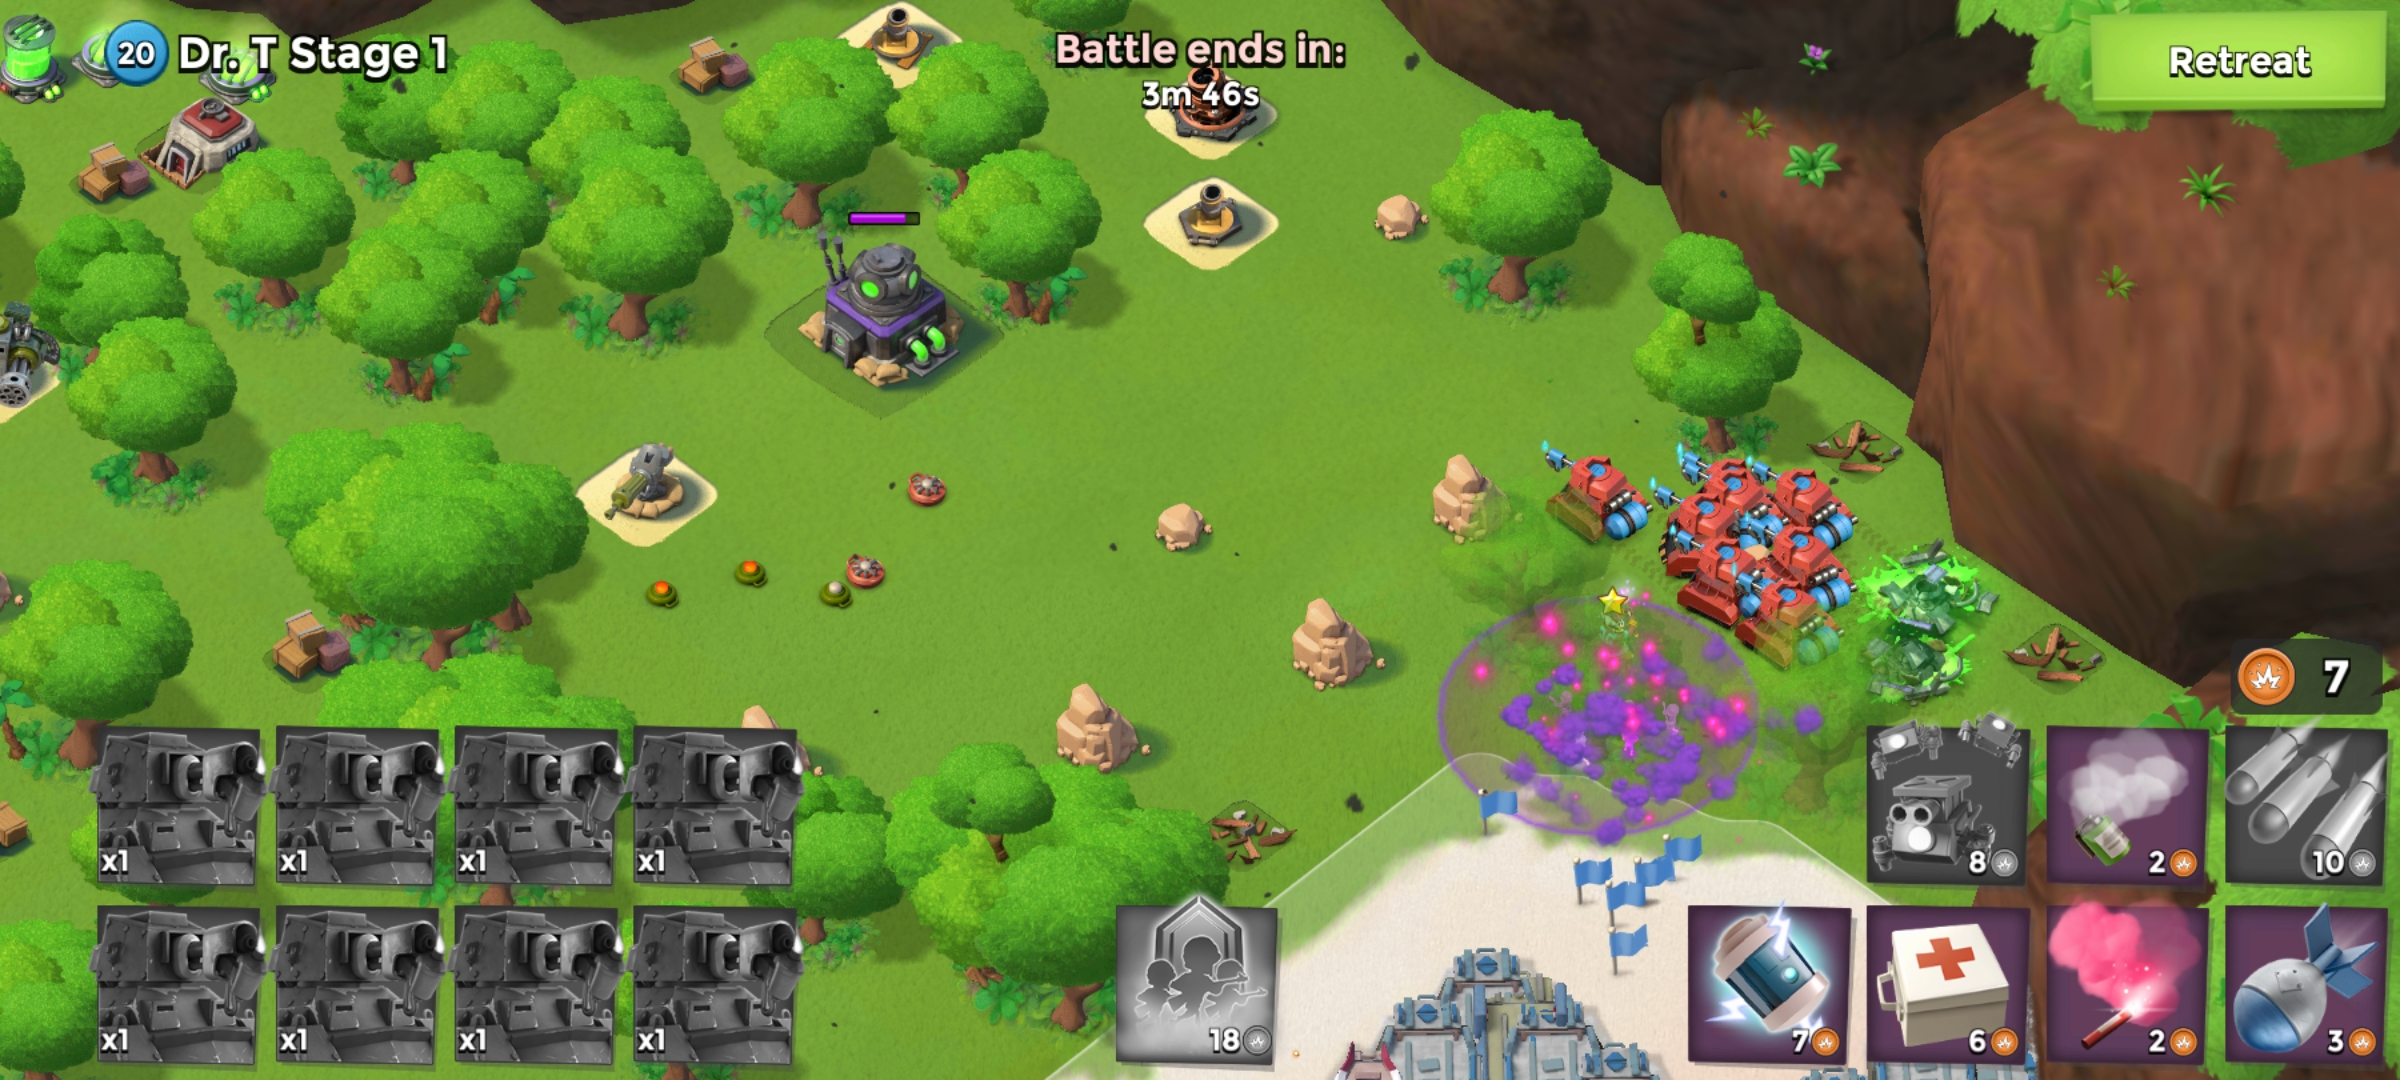 20 Dr. T Stage 1
Battle ends in:
3m 46s
Retreat
7
x1 x1 x1 x1
8 2 10
x1 x1 x1 x1
18 7 6 2 3